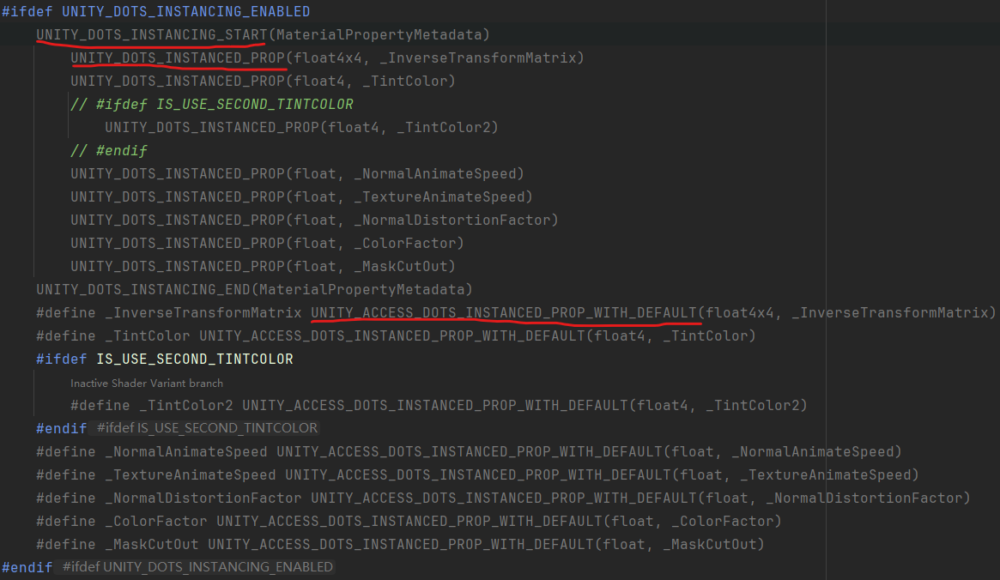 #ifdef UNITY_DOTS_INSTANCING_ENABLED
UNITY_DOTS_INSTANCING_START(MaterialPropertyMetadata)
UNITY_DOTS_INSTANCED_PROP(float4x4, _InverseTransformMatrix)
UNITY_DOTS_INSTANCED_PROP(float4, _TintColor)
// #ifdef IS_USE_SECOND_TINTCOLOR
UNITY_DOTS_INSTANCED_PROP(float4, _TintColor2)
// #endif
UNITY_DOTS_INSTANCED_PROP(float, _NormalAnimateSpeed)
UNITY_DOTS_INSTANCED_PROP(float, _TextureAnimateSpeed)
UNITY_DOTS_INSTANCED_PROP(float, _NormalDistortionFactor)
UNITY_DOTS_INSTANCED_PROP(float, _ColorFactor)
UNITY_DOTS_INSTANCED_PROP(float, _MaskCutOut)
UNITY_DOTS_INSTANCING_END(MaterialPropertyMetadata)
#define _InverseTransformMatrix UNITY_ACCESS_DOTS_INSTANCED_PROP_WITH_DEFAULT(float4x4, _InverseTransformMatrix)
#define _TintColor UNITY_ACCESS_DOTS_INSTANCED_PROP_WITH_DEFAULT(float4, _TintColor)
#ifdef IS_USE_SECOND_TINTCOLOR
Inactive Shader Variant branch
#define _TintColor2 UNITY_ACCESS_DOTS_INSTANCED_PROP_WITH_DEFAULT(float4, _TintColor2)
#endif #ifdef IS_USE_SECOND_TINTCOLOR
#define _NormalAnimateSpeed UNITY_ACCESS_DOTS_INSTANCED_PROP_WITH_DEFAULT(float, _NormalAnimateSpeed)
#define _TextureAnimateSpeed UNITY_ACCESS_DOTS_INSTANCED_PROP_WITH_DEFAULT(float, _TextureAnimateSpeed)
#define _NormalDistortionFactor UNITY_ACCESS_DOTS_INSTANCED_PROP_WITH_DEFAULT(float, _NormalDistortionFactor)
#define _ColorFactor UNITY_ACCESS_DOTS_INSTANCED_PROP_WITH_DEFAULT(float, _ColorFactor)
#define _MaskCutOut UNITY_ACCESS_DOTS_INSTANCED_PROP_WITH_DEFAULT(float, _MaskCutOut)
#endif #ifdef UNITY_DOTS_INSTANCING_ENABLED